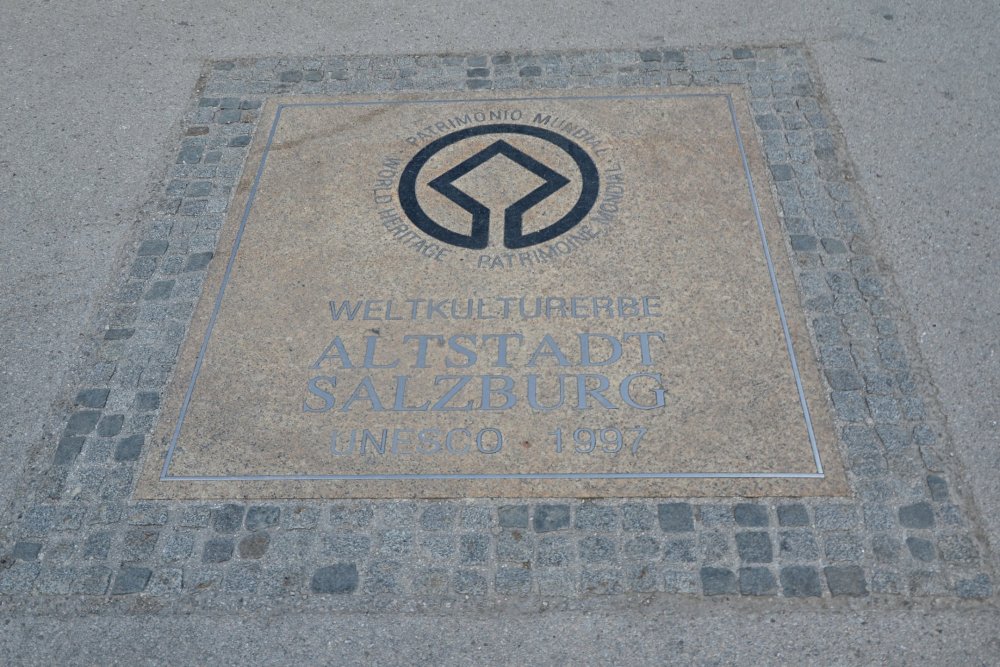 PATRIMONIO MUNDIAL
WORLD HERITAGE · PATRIMOINE MONDIAL ·
WELTKULTURERBE
ALTSTADT
SALZBURG
UNESCO 1997